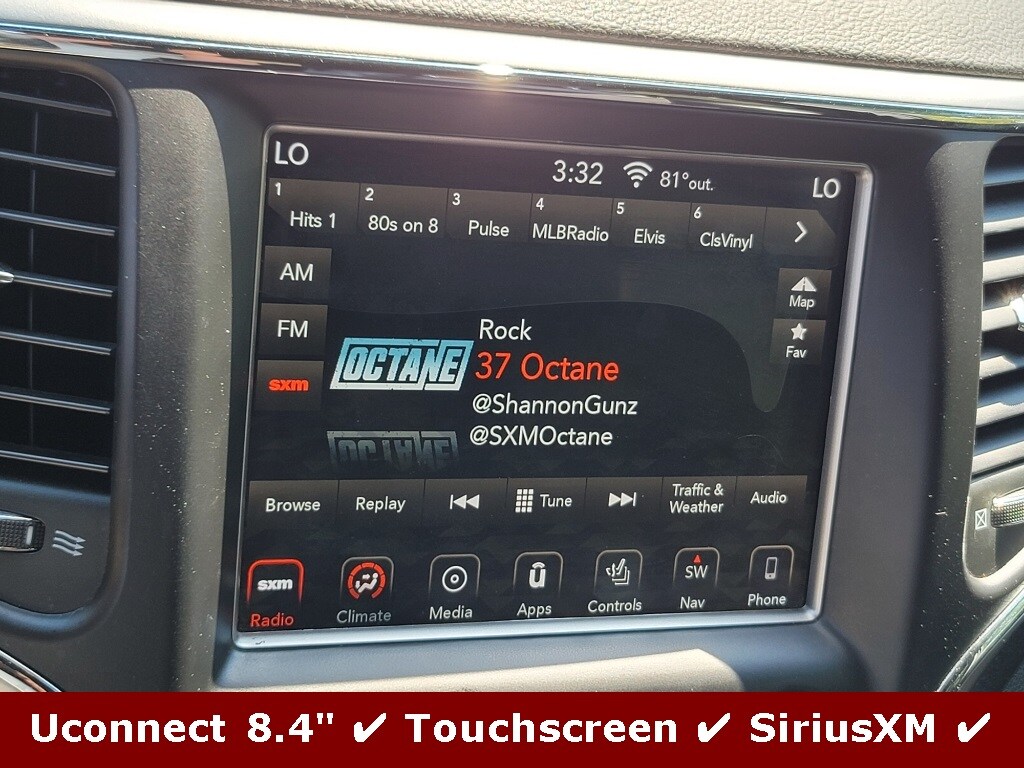 LO 3:32 81°out. LO
1 Hits 1 2 80s on 8 3 Pulse 4 MLBRadio 5 Elvis 6 ClsVinyl
AM
Map
FM
Fav
sxm
OCTANE
Rock
37 Octane
@ShannonGunz
@SXMOctane
Browse Replay Tune Traffic & Weather Audio
sxm SW
Radio Climate Media Apps Controls Nav Phone
Uconnect 8.4" ✔ Touchscreen ✔ SiriusXM ✔